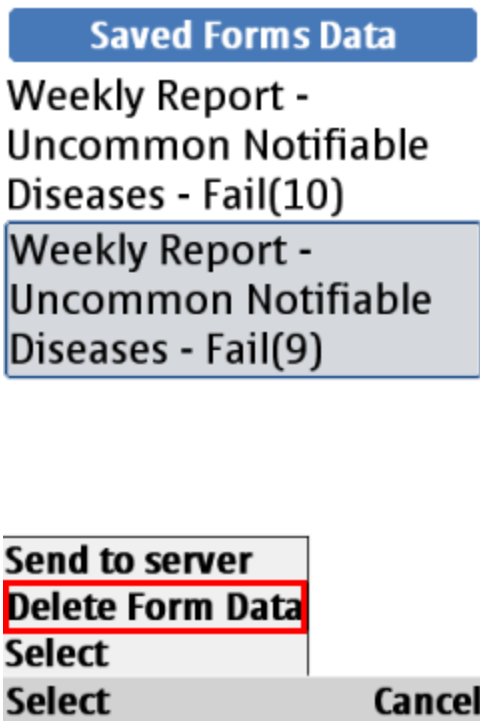 Saved Forms Data
Weekly Report -
Uncommon Notifiable
Diseases - Fail(10)
Weekly Report -
Uncommon Notifiable
Diseases - Fail(9)
Send to server
Delete Form Data
Select
Select Cancel